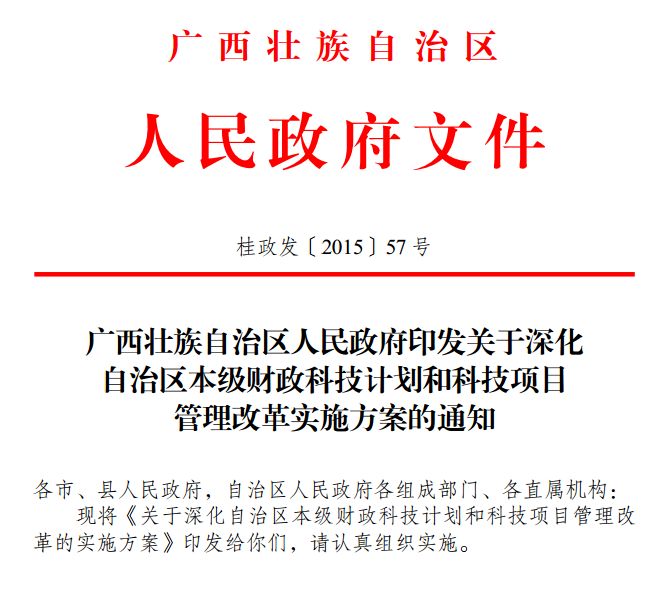 广西壮族自治区
人民政府文件
桂政发〔2015〕57号
广西壮族自治区人民政府印发关于深化
自治区本级财政科技计划和科技项目
管理改革实施方案的通知
各市、县人民政府，自治区人民政府各组成部门、各直属机构：
现将《关于深化自治区本级财政科技计划和科技项目管理改
革的实施方案》印发给你们，请认真组织实施。